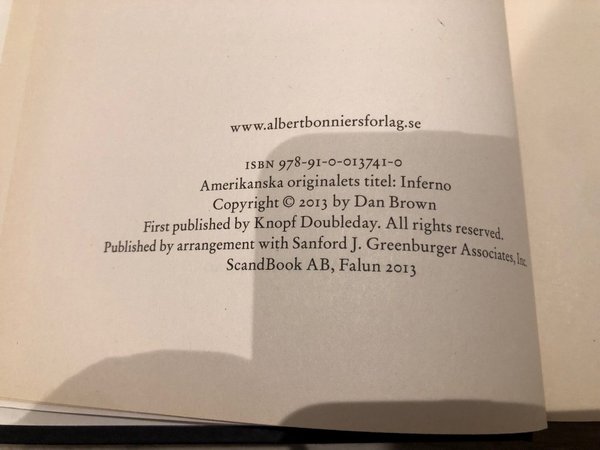 www.albertbonniersforlag.se
ISBN 978-91-0-013741-0
Amerikanska originalets titel: Inferno
Copyright © 2013 by Dan Brown
First published by Knopf Doubleday. All rights reserved.
Published by arrangement with Sanford J. Greenburger Associates, Inc.
ScandBook AB, Falun 2013